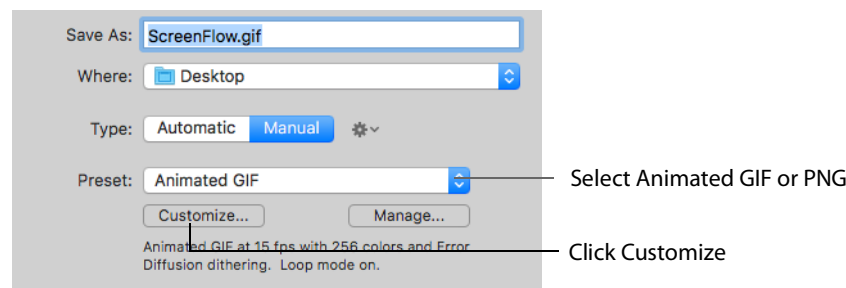 Save As: ScreenFlow.gif
Where: Desktop
Type: Automatic Manual
Preset: Animated GIF
Select Animated GIF or PNG
Customize... Manage...
Animated GIF at 15 fps with 256 colors and Error
Click Customize
Diffusion dithering. Loop mode on.